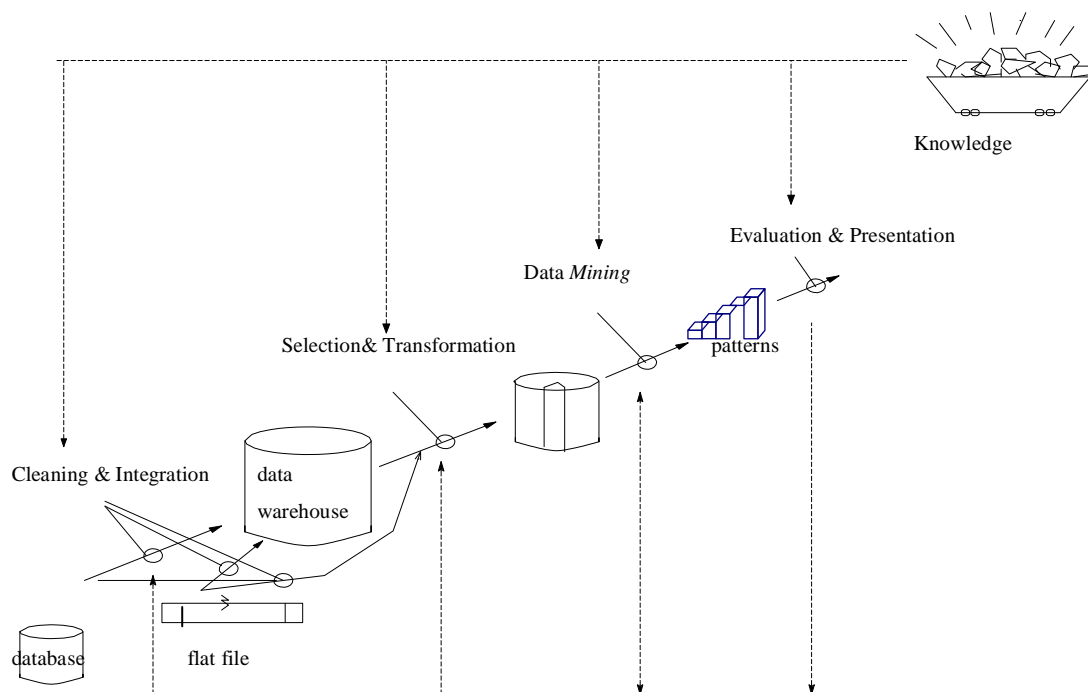 Knowledge
Evaluation & Presentation
Data Mining
patterns
Selection& Transformation
Cleaning & Integration
data
warehouse
database
flat file